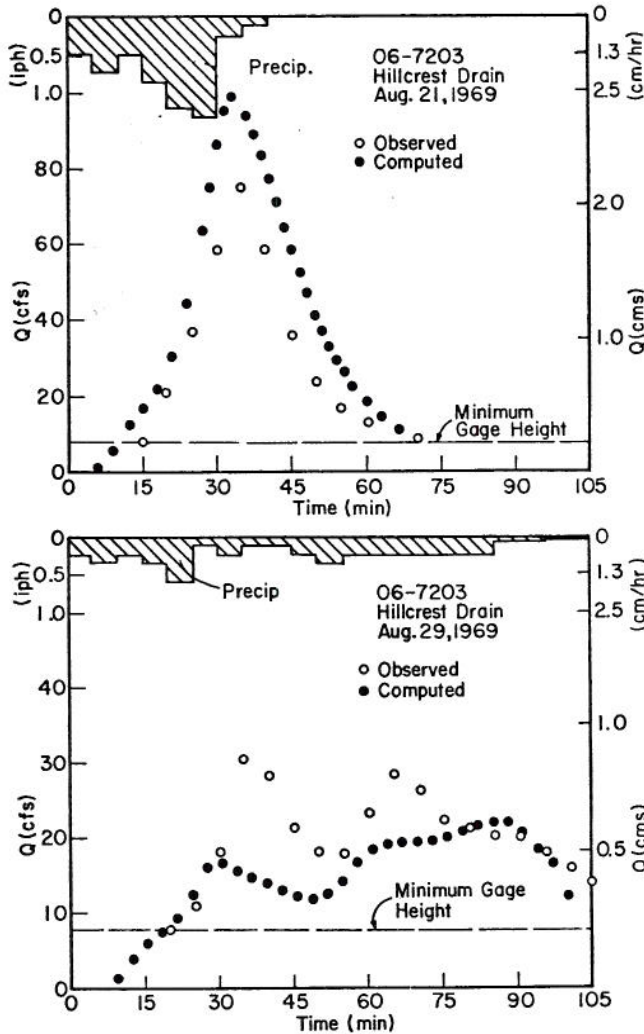 0
0.5
1.0
(iph)
Precip.
06-7203
Hillcrest Drain
Aug. 21, 1969
Observed
Computed
0
1.3
2.5
(cm/hr)
80
60
40
20
0
Q(cfs)
2.0
1.0
Q(cms)
Minimum
Gage Height
0 15 30 45 60 75 90 105
Time (min)
0
0.5
1.0
(iph)
Precip
06-7203
Hillcrest Drain
Aug. 29, 1969
Observed
Computed
0
1.3
2.5
(cm/hr)
40
30
20
10
0
Q(cfs)
1.0
0.5
Q(cms)
Minimum Gage
Height
0 15 30 45 60 75 90 105
Time (min)